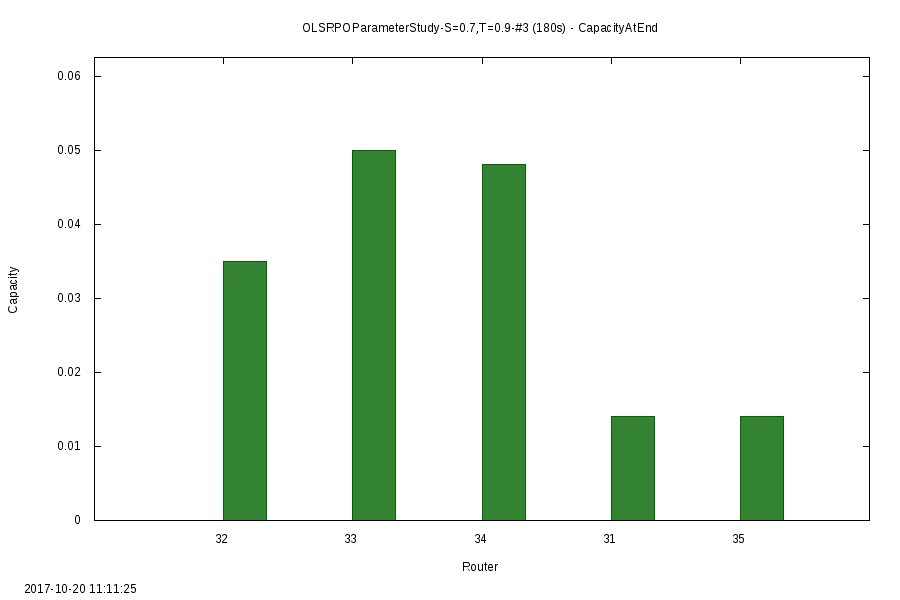 OLSRPOParameterStudy-S=0.7,T=0.9-#3 (180s) - CapacityAtEnd
0.06
0.05
0.04
0.03
0.02
0.01
0
Capacity
32 33 34 31 35
Router
2017-10-20 11:11:25